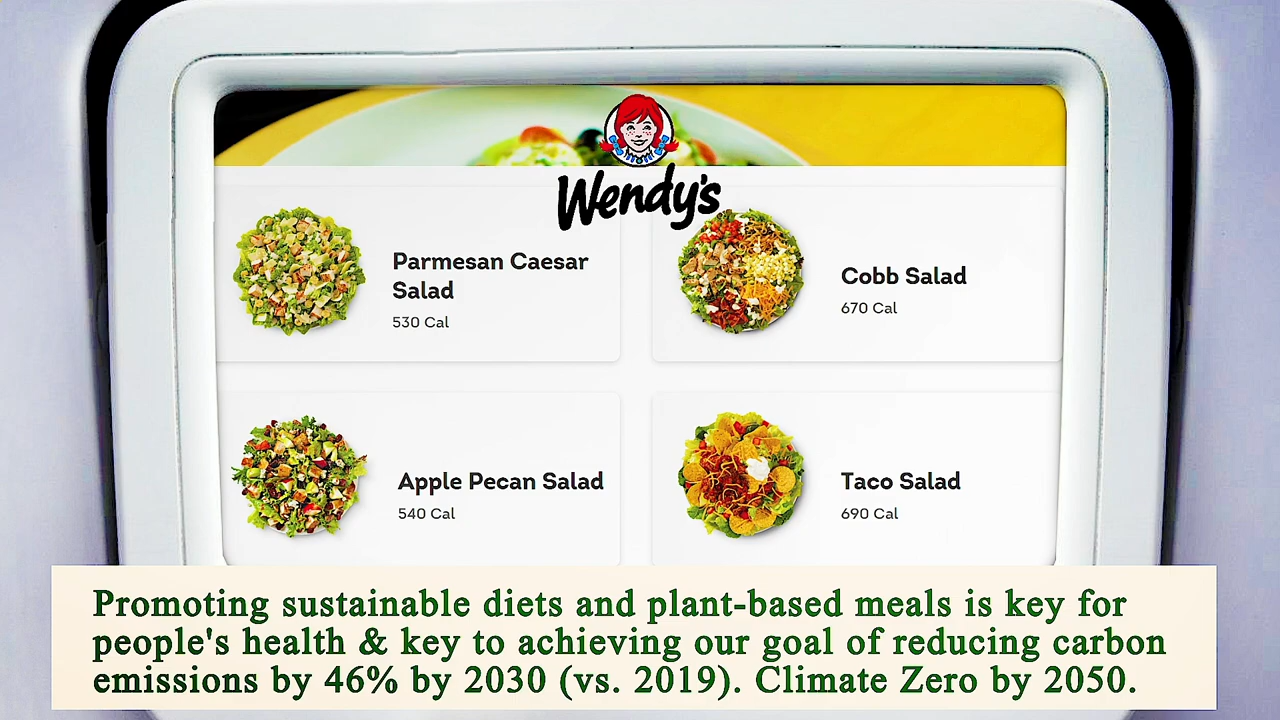 Wendy's
Parmesan Caesar
Salad
530 Cal
Cobb Salad
670 Cal
Apple Pecan Salad
540 Cal
Taco Salad
690 Cal
Promoting sustainable diets and plant-based meals is key for
people's health & key to achieving our goal of reducing carbon
emissions by 46% by 2030 (vs. 2019). Climate Zero by 2050.